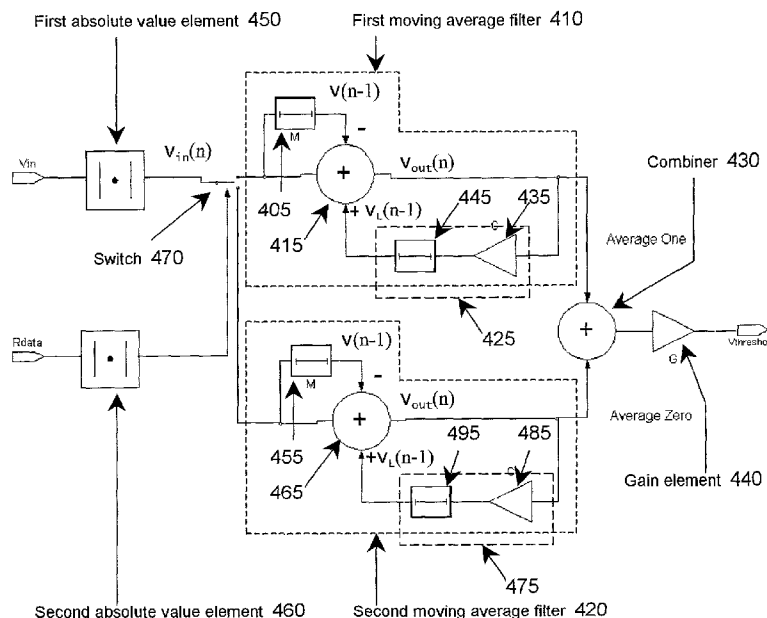 First absolute value element 450
First moving average filter 410
V(n-1)
M
-
Vin
Vin(n)
+
Vout(n)
Combiner 430
405
445
435
+ VL(n-1)
Switch 470
415
Average One
425
Rdata
V(n-1)
+
Vthresho
G
M
-
Vout(n)
Average Zero
+
455
495
485
+VL(n-1)
465
Gain element 440
475
Second absolute value element 460
Second moving average filter 420